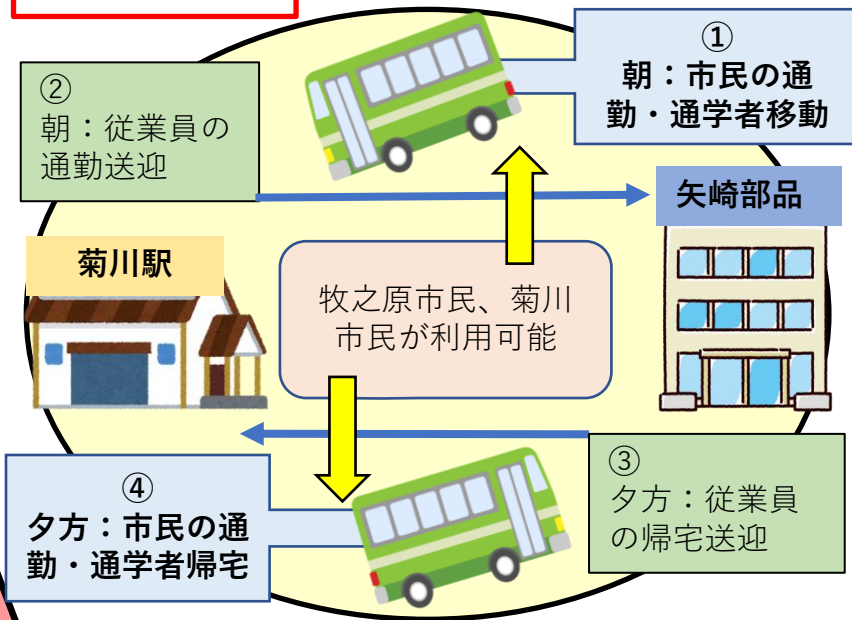 ①
朝：市民の通
勤・通学者移動
②
朝：従業員の
通勤送迎
矢崎部品
菊川駅
牧之原市民、菊川
市民が利用可能
③
夕方：従業員
の帰宅送迎
④
夕方：市民の通
勤・通学者帰宅